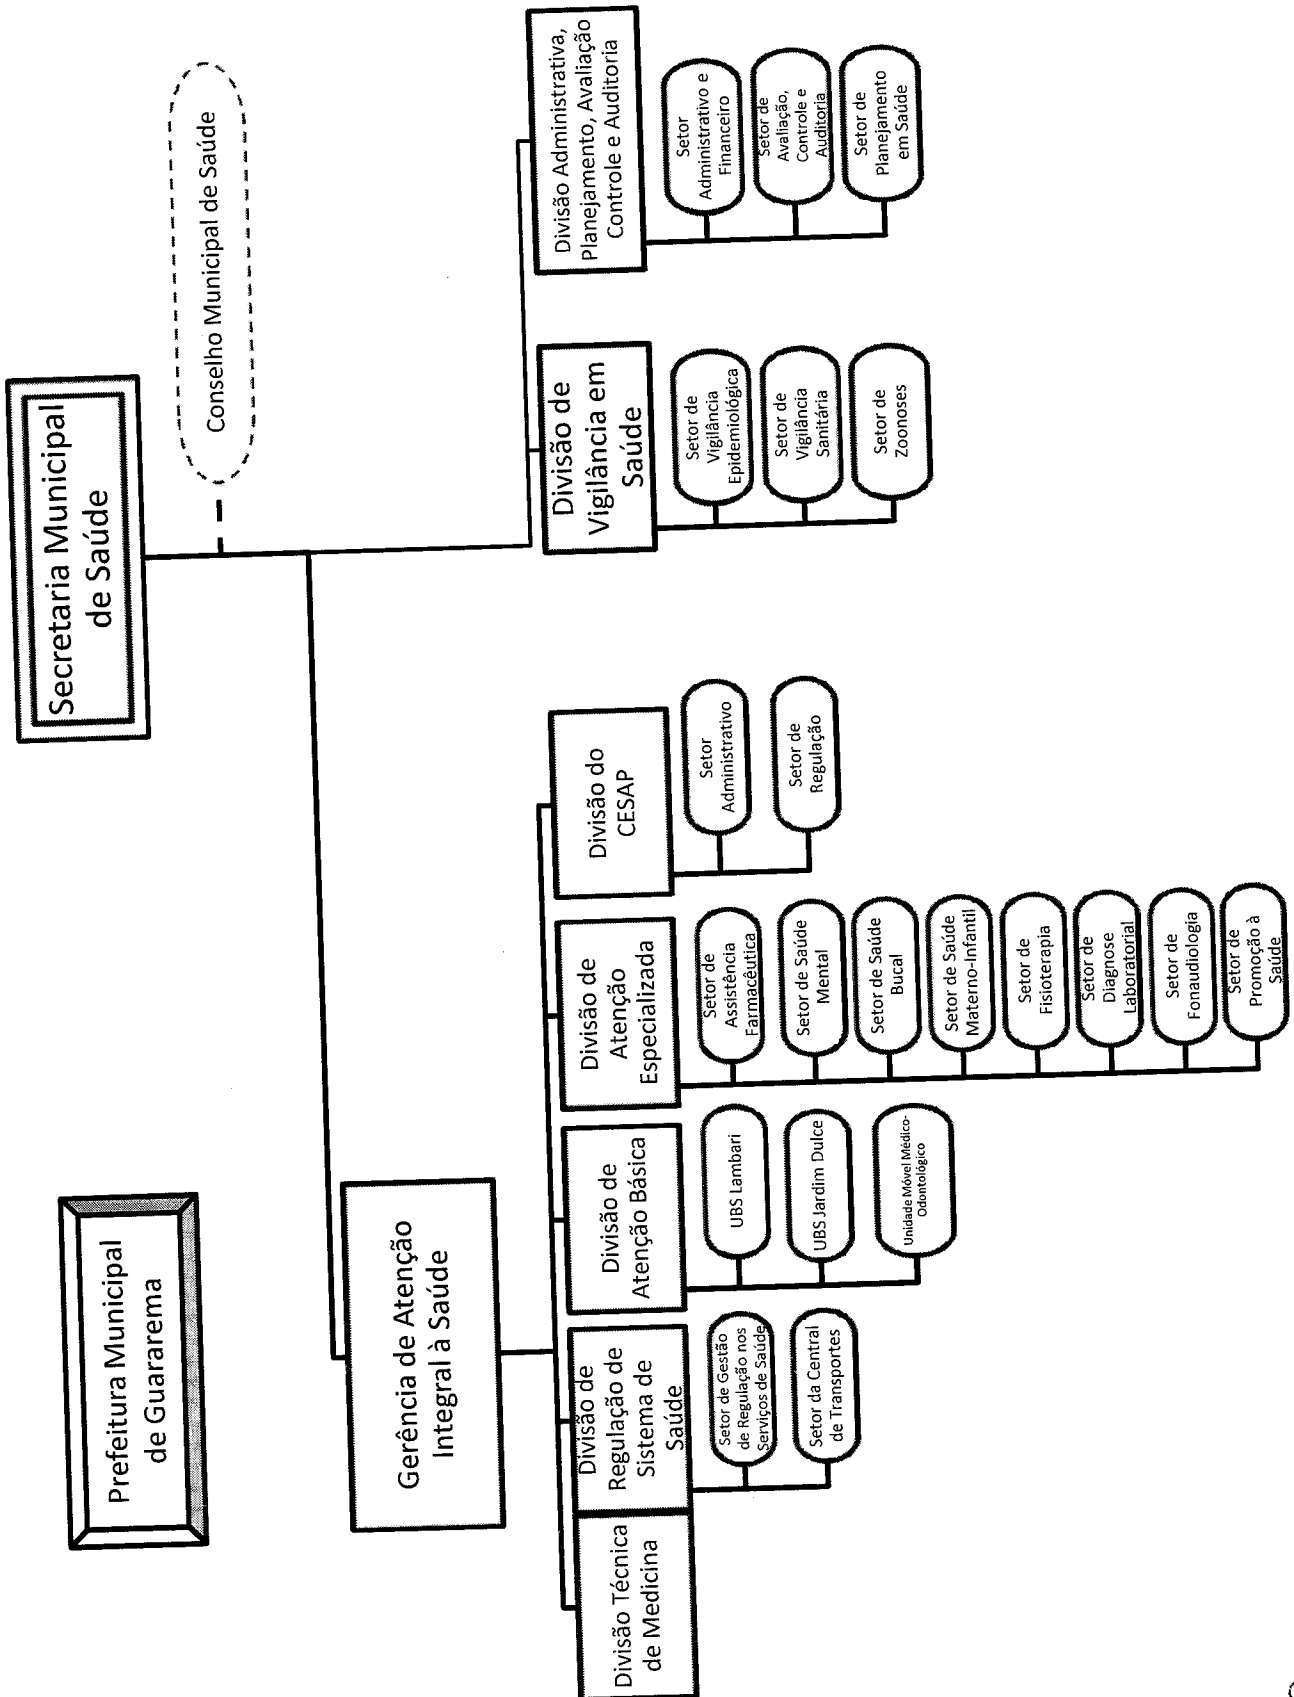 Prefeitura Municipal
de Guararema
Secretaria Municipal
de Saúde
Conselho Municipal de Saúde
Gerência de Atenção
Integral à Saúde
Divisão Técnica
de Medicina
Divisão de
Regulação de
Sistema de
Saúde
Setor de Gestão
de Regulação nos
Serviços de Saúde
Setor da Central
de Transportes
Divisão de
Atenção Básica
UBS Lambari
UBS Jardim Dulce
Unidade Móvel Médico-
Odontológico
Divisão de
Atenção
Especializada
Setor de
Assistência
Farmacêutica
Setor de Saúde
Mental
Setor de Saúde
Bucal
Setor de Saúde
Materno-Infantil
Setor de
Fisioterapia
Setor de
Diagnose
Laboratorial
Setor de
Fonaudiologia
Setor de
Promoção à
Saúde
Divisão do
CESAP
Setor
Administrativo
Setor de
Regulação
Divisão de
Vigilância em
Saúde
Setor de
Vigilância
Epidemiológica
Setor de
Vigilância
Sanitária
Setor de
Zoonoses
Divisão Administrativa,
Planejamento, Avaliação
Controle e Auditoria
Setor
Administrativo e
Financeiro
Setor de
Avaliação,
Controle e
Auditoria
Setor de
Planejamento
em Saúde